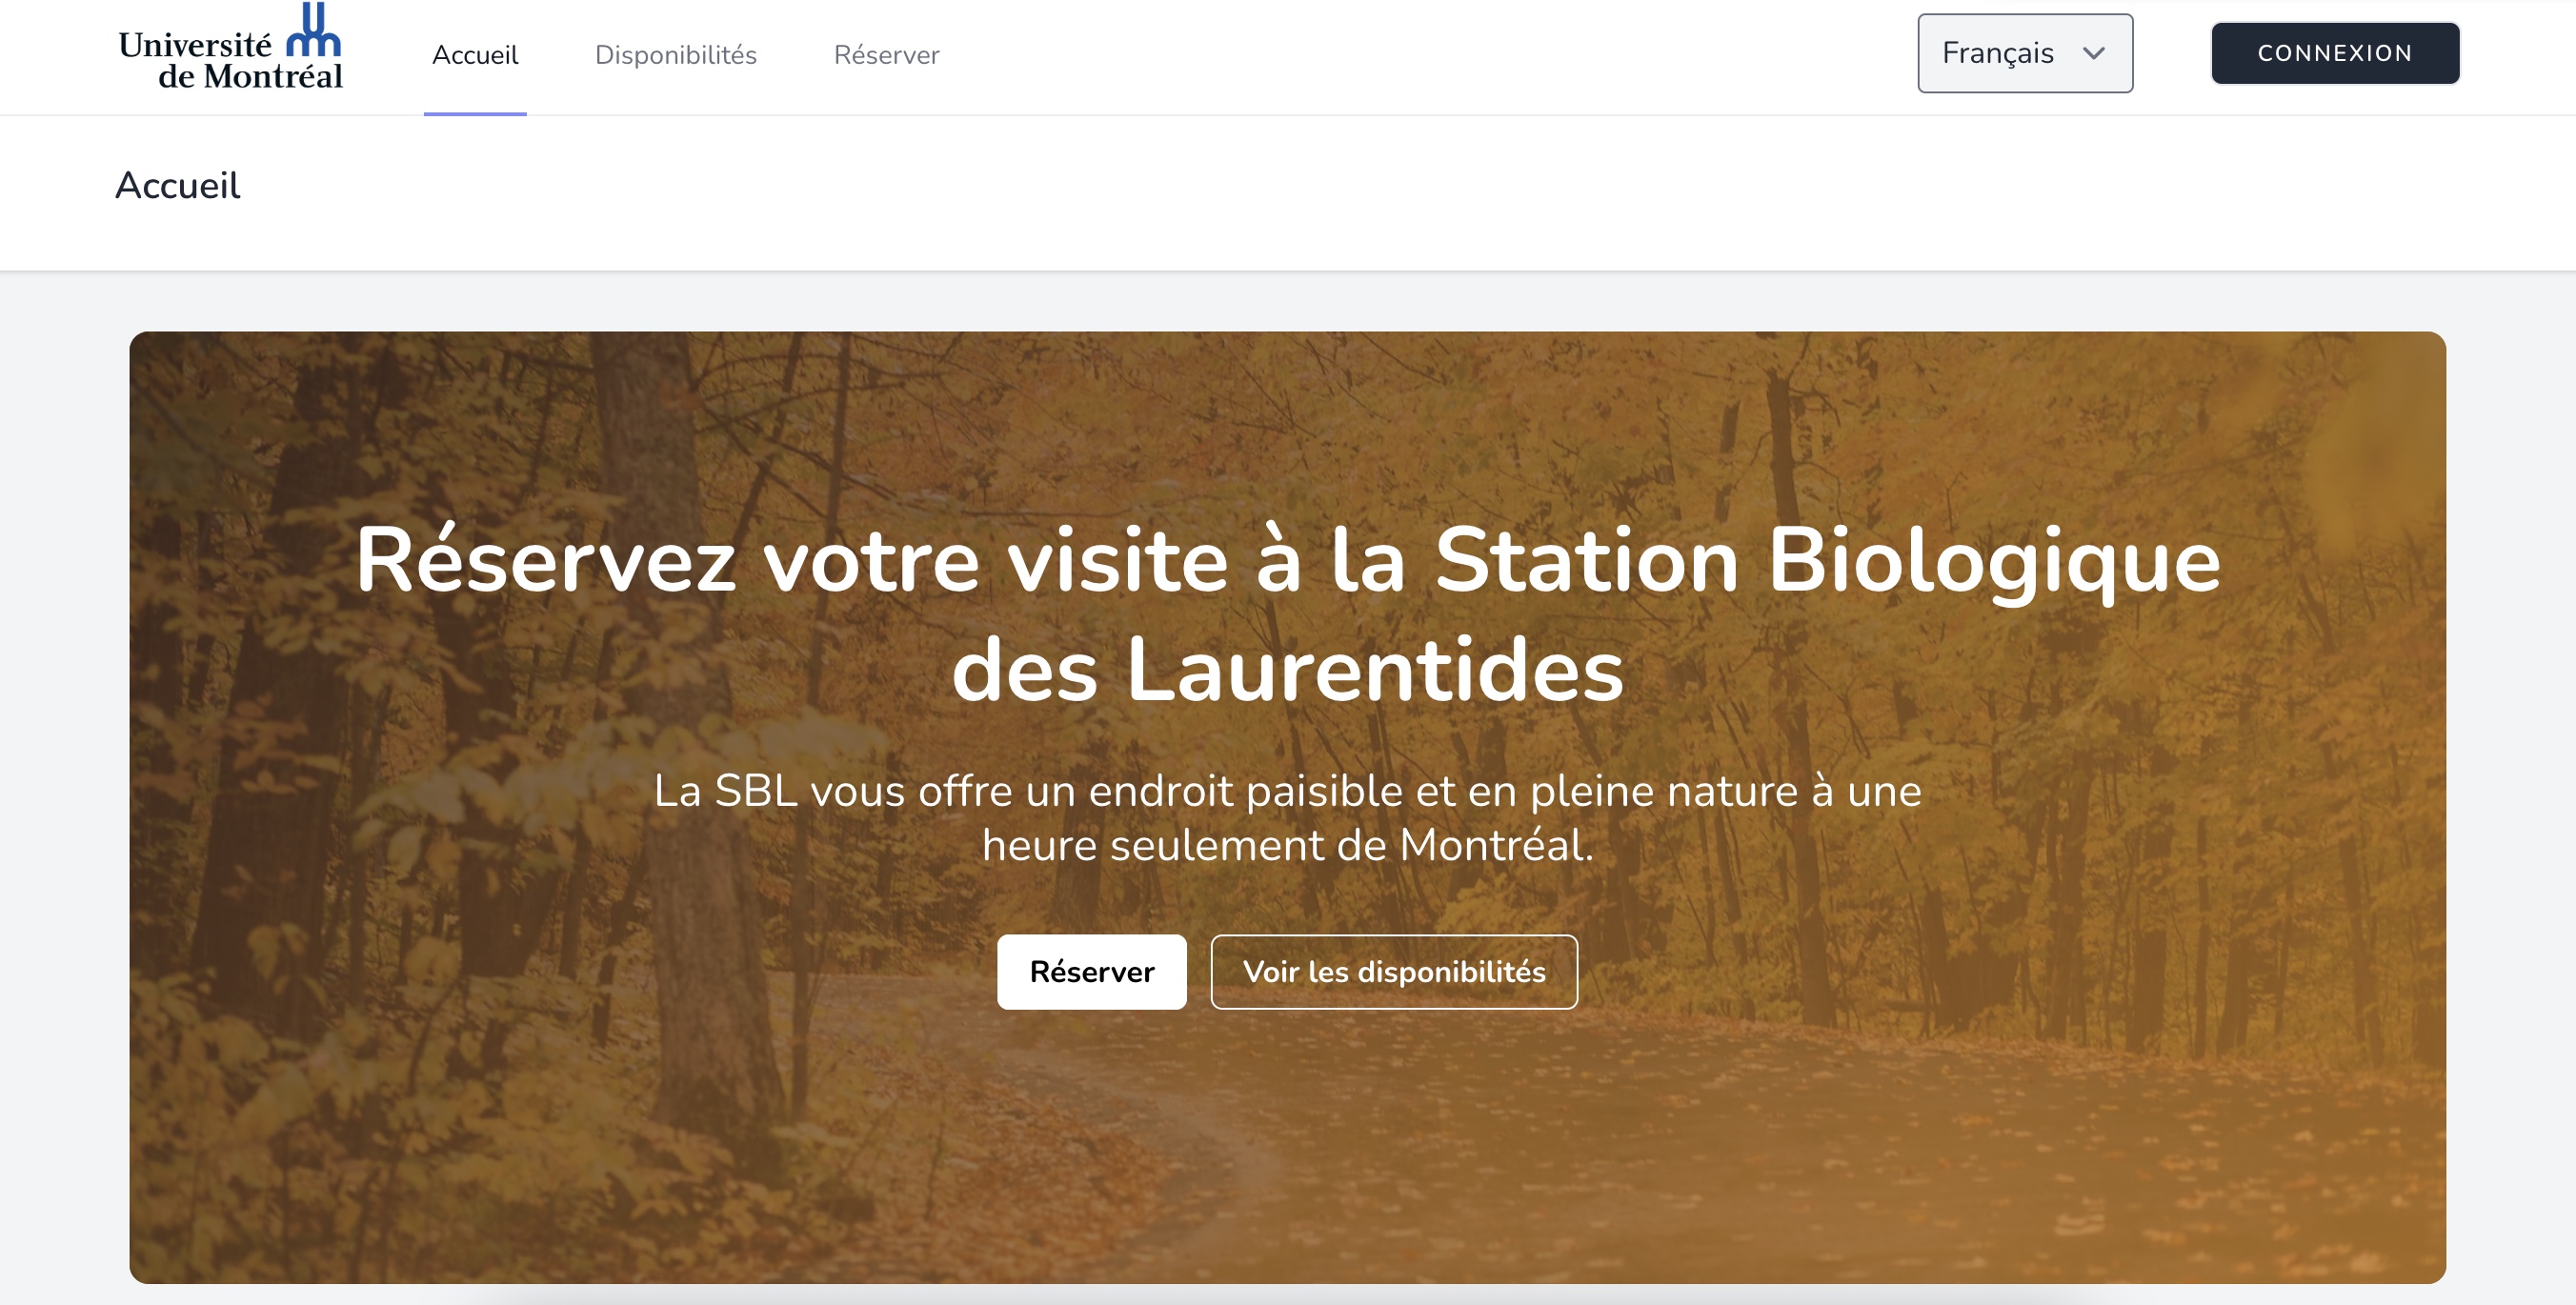 Université
de Montréal
Accueil
Disponibilités
Réserver
Français
CONNEXION
Accueil
Réservez votre visite à la Station Biologique
des Laurentides
La SBL vous offre un endroit paisible et en pleine nature à une
heure seulement de Montréal.
Réserver
Voir les disponibilités